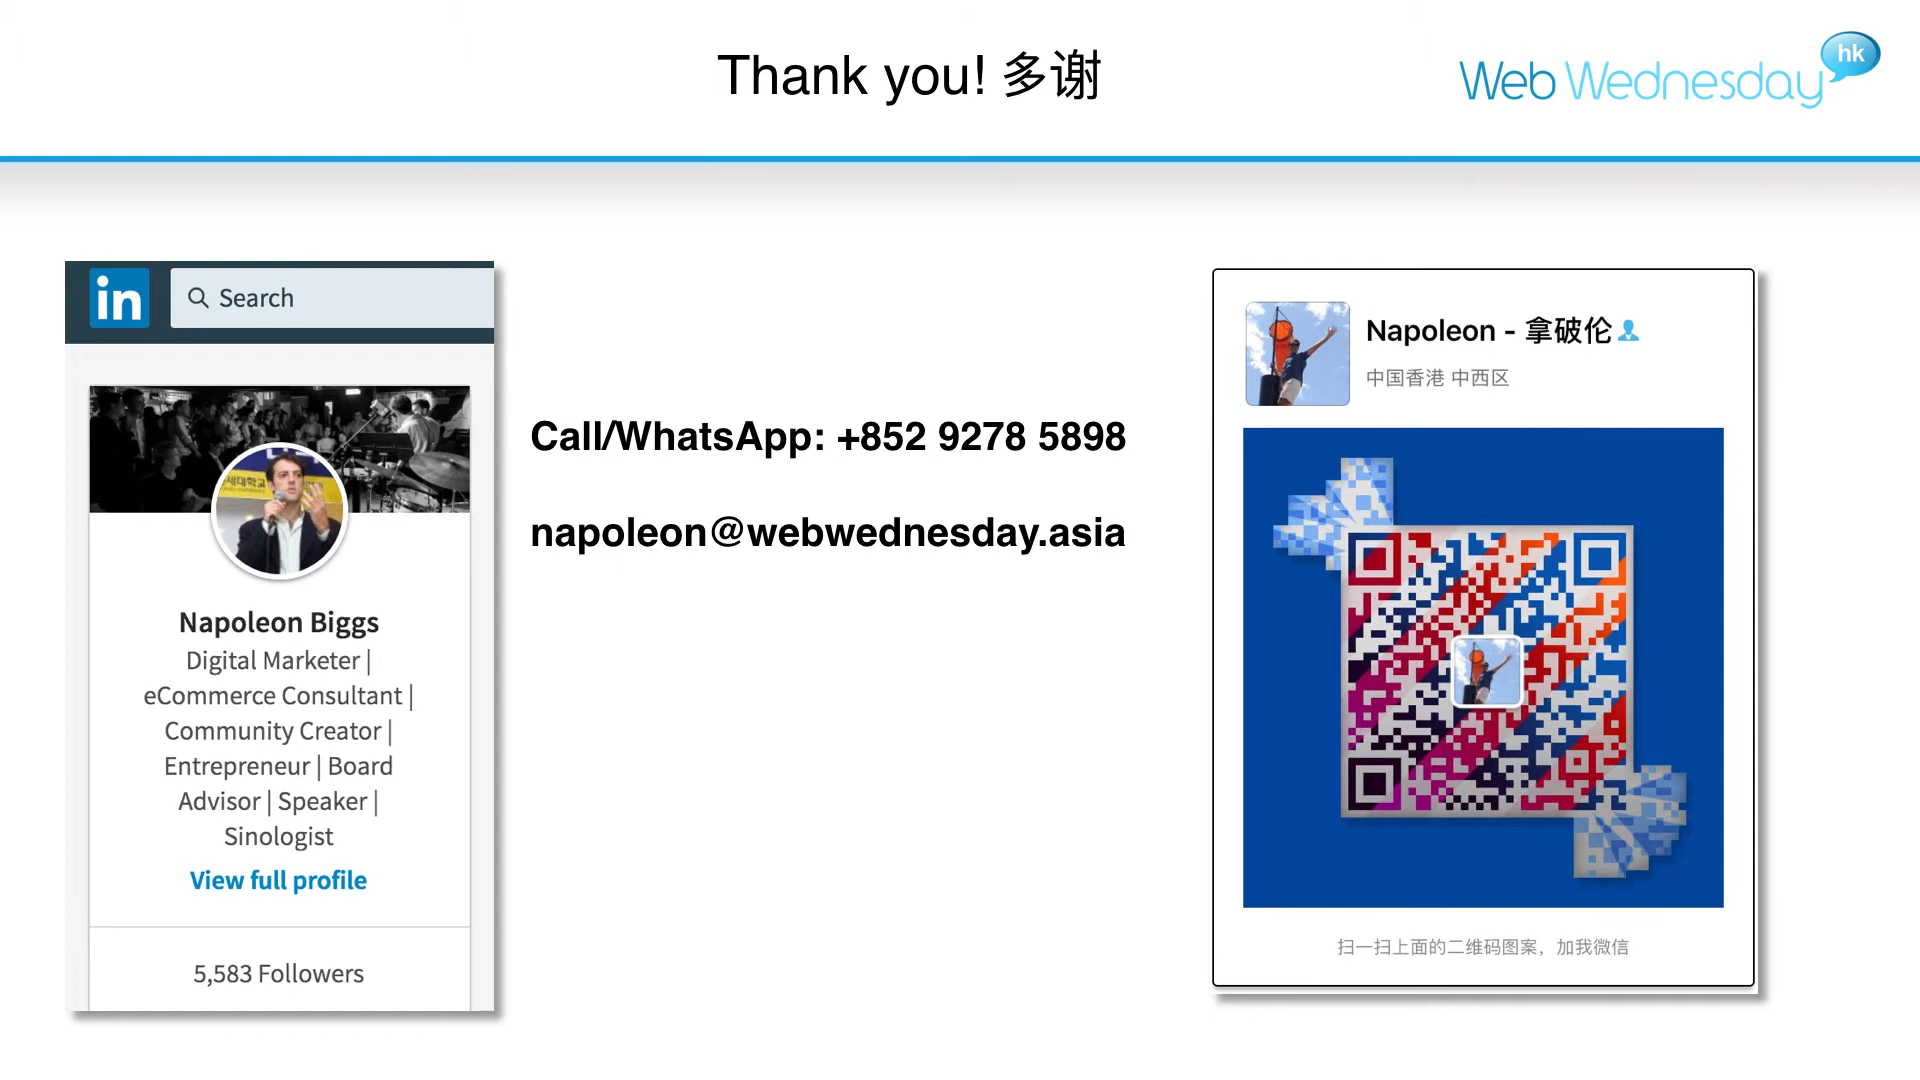 Thank you! 多谢
Web Wednesday hk
in
Search
Napoleon Biggs
Digital Marketer |
eCommerce Consultant |
Community Creator |
Entrepreneur | Board
Advisor | Speaker |
Sinologist
View full profile
5,583 Followers
Call/WhatsApp: +852 9278 5898
napoleon@webwednesday.asia
Napoleon - 拿破伦
中国香港 中西区
扫一扫上面的二维码图案，加我微信